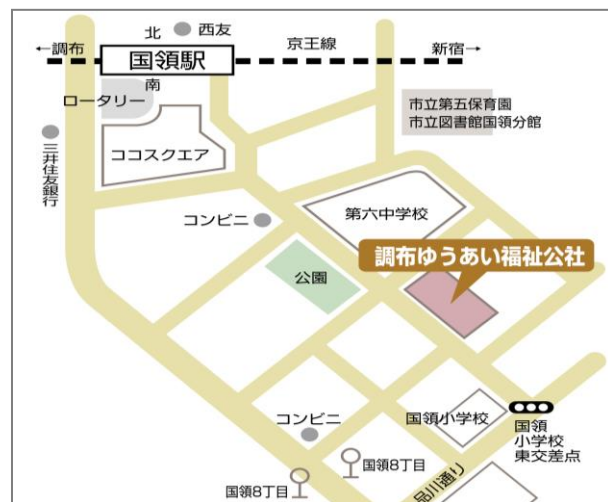 北
西友
←調布
国領駅
京王線
新宿→
南
ロータリー
市立第五保育園
市立図書館国領分館
三井住友銀行
ココスクエア
第六中学校
コンビニ
調布ゆうあい福祉公社
公園
国領小学校
コンビニ
国領
小学校
東交差点
国領8丁目
品川通り
国領8丁目